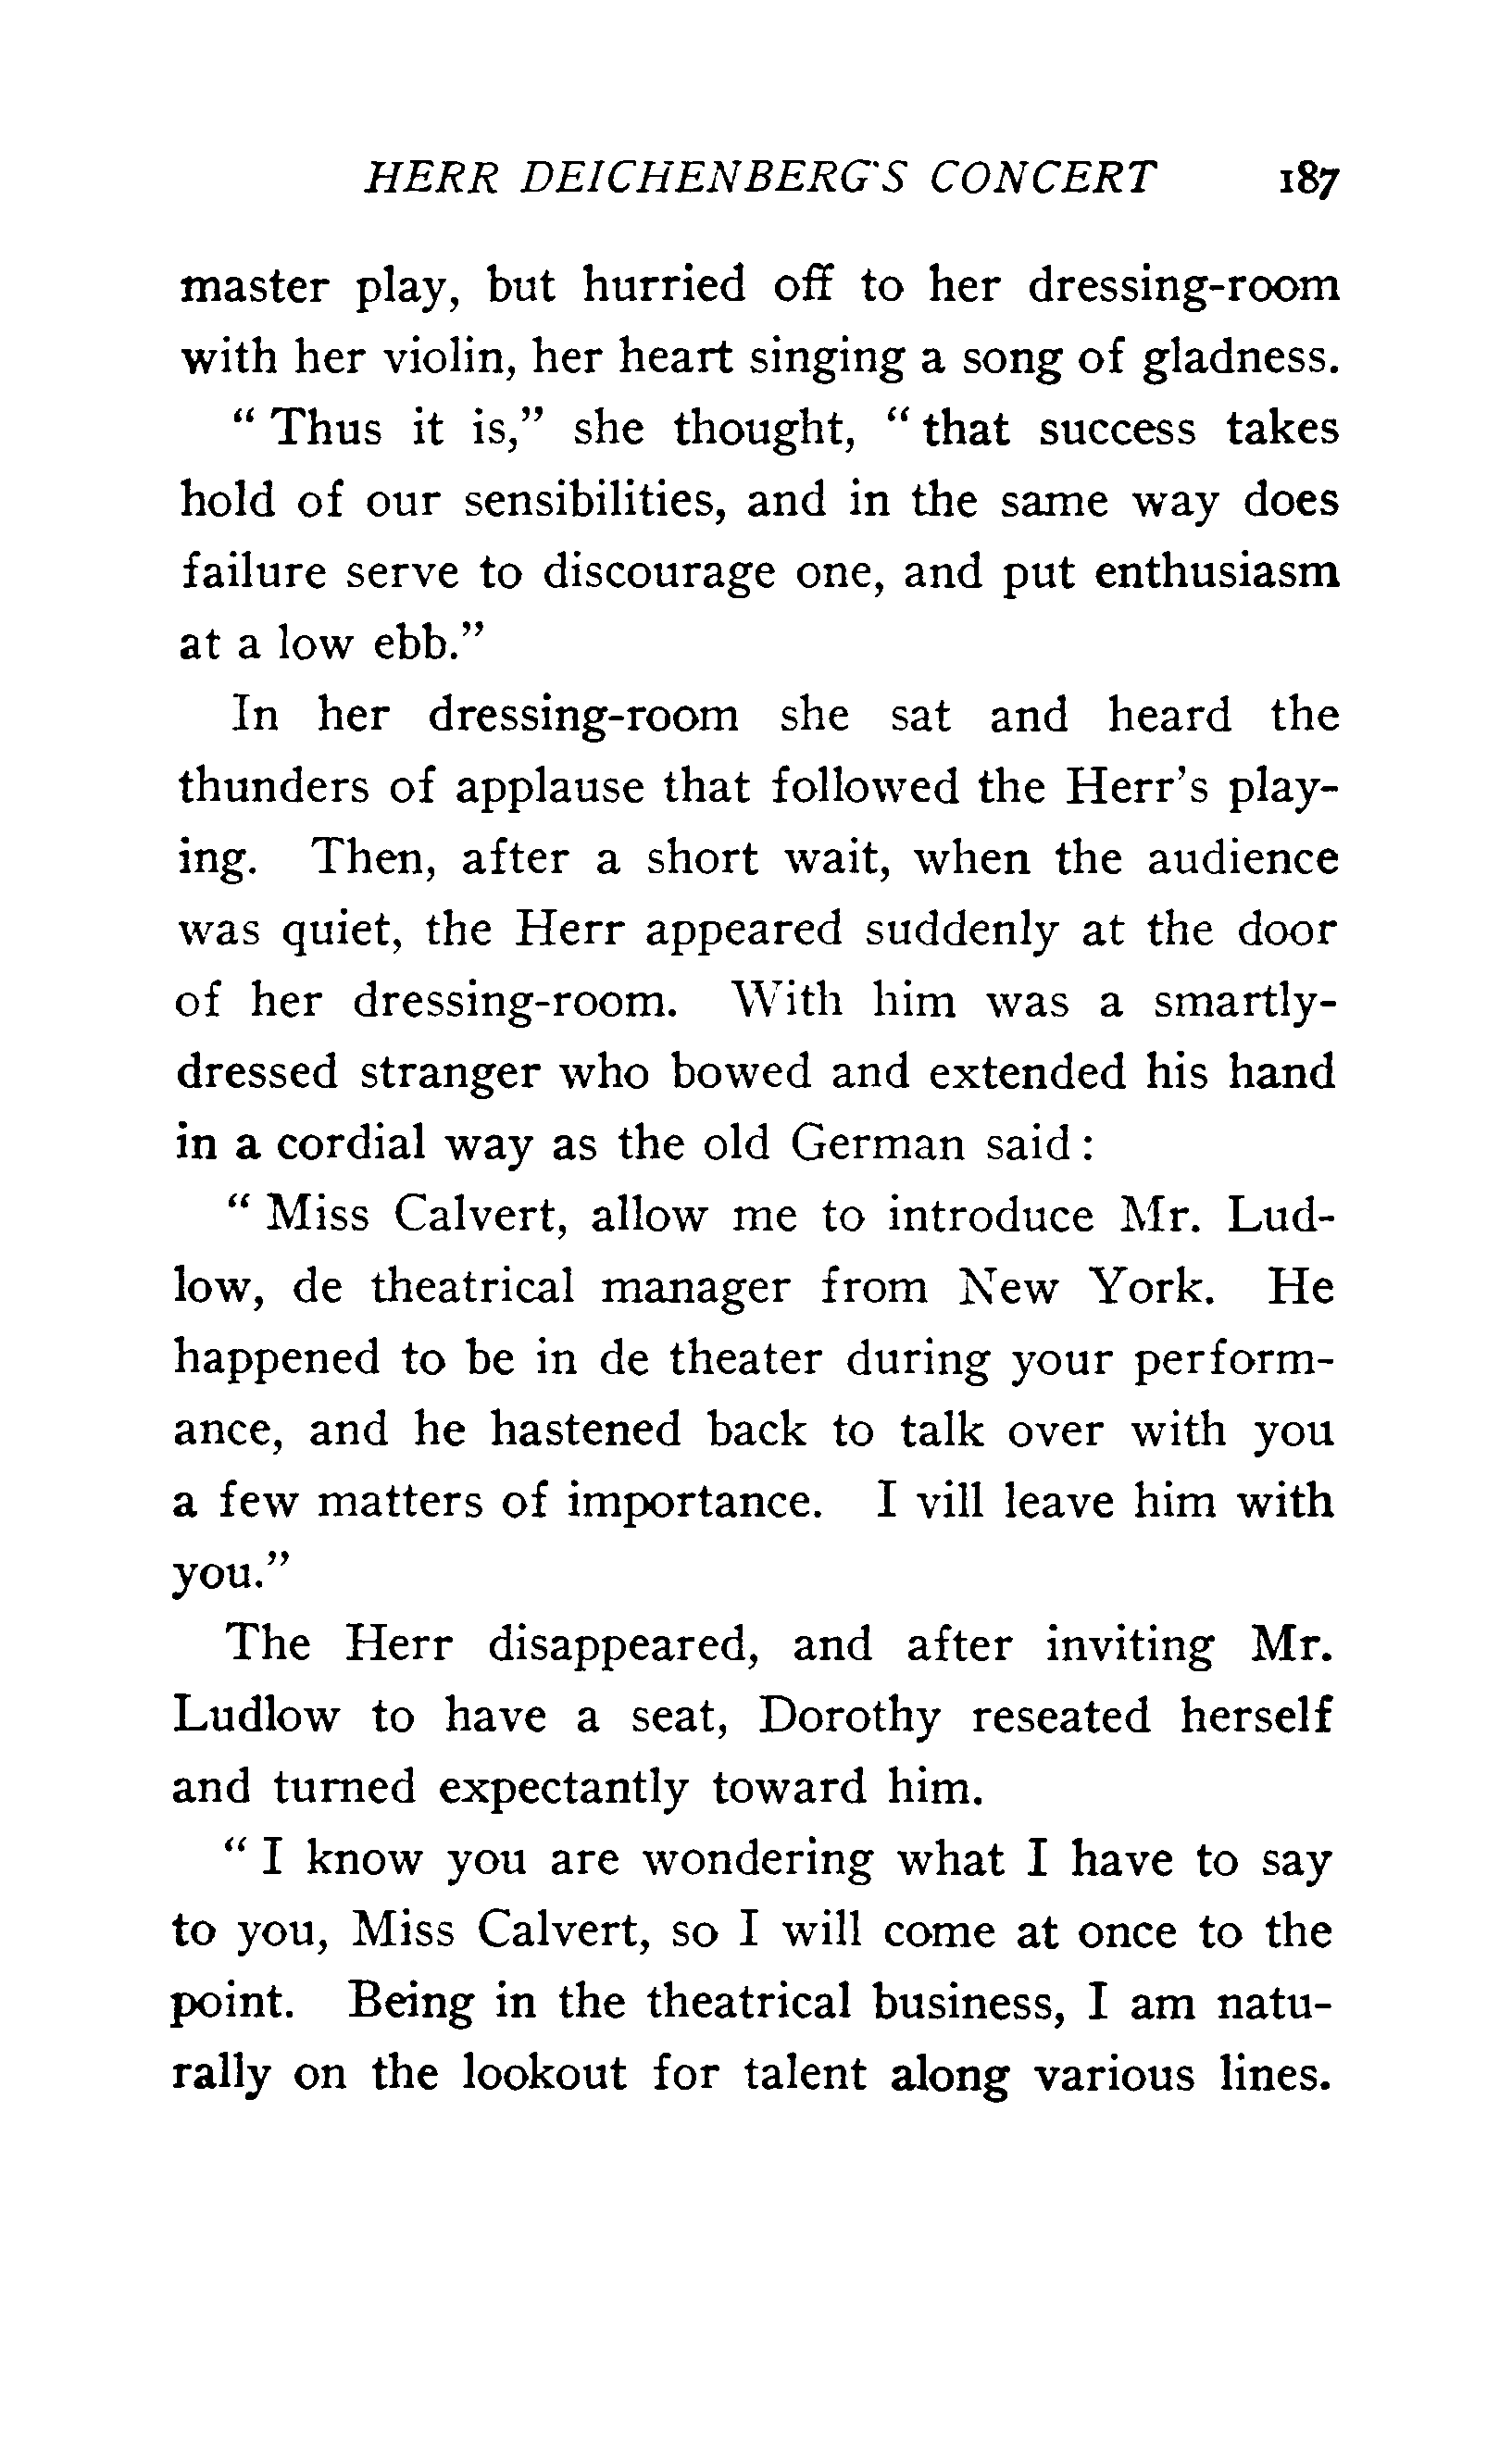 HERR DEICHENBERG'S CONCERT 187
master play, but hurried off to her dressing-room
with her violin, her heart singing a song of gladness.
“ Thus it is,” she thought, “ that success takes
hold of our sensibilities, and in the same way does
failure serve to discourage one, and put enthusiasm
at a low ebb.”
In her dressing-room she sat and heard the
thunders of applause that followed the Herr’s play-
ing. Then, after a short wait, when the audience
was quiet, the Herr appeared suddenly at the door
of her dressing-room. With him was a smartly-
dressed stranger who bowed and extended his hand
in a cordial way as the old German said :
“ Miss Calvert, allow me to introduce Mr. Lud-
low, de theatrical manager from New York. He
happened to be in de theater during your perform-
ance, and he hastened back to talk over with you
a few matters of importance. I vill leave him with
you.”
The Herr disappeared, and after inviting Mr.
Ludlow to have a seat, Dorothy reseated herself
and turned expectantly toward him.
“ I know you are wondering what I have to say
to you, Miss Calvert, so I will come at once to the
point. Being in the theatrical business, I am natu-
rally on the lookout for talent along various lines.